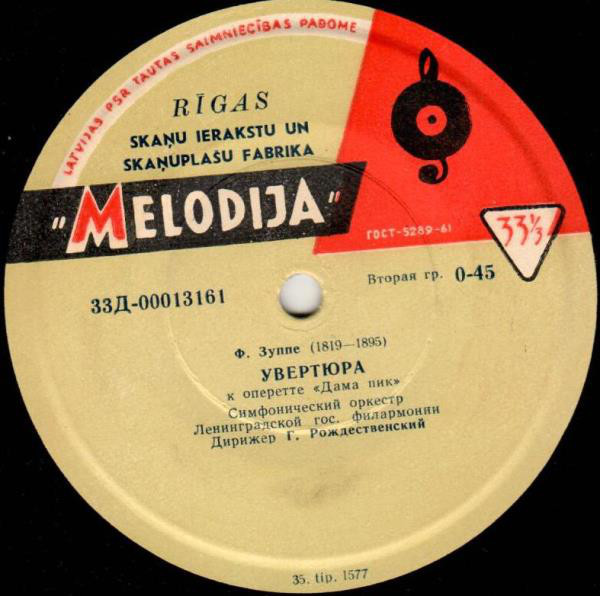 LATVIJAS PSR TAUTAS SAIMNIECĪBAS PADOME
RĪGAS
SKAŅU IERAKSTU UN
SKAŅUPLAŠU FABRIKA
"MELODIJA"
ГОСТ-5289-61
33⅓
33Д-00013161
Вторая гр. 0-45
Ф. Зуппе (1819—1895)
УВЕРТЮРА
к оперетте «Дама пик»
Симфонический оркестр
Ленинградской гос. филармонии
Дирижер Г. Рождественский
35. tip. 1577